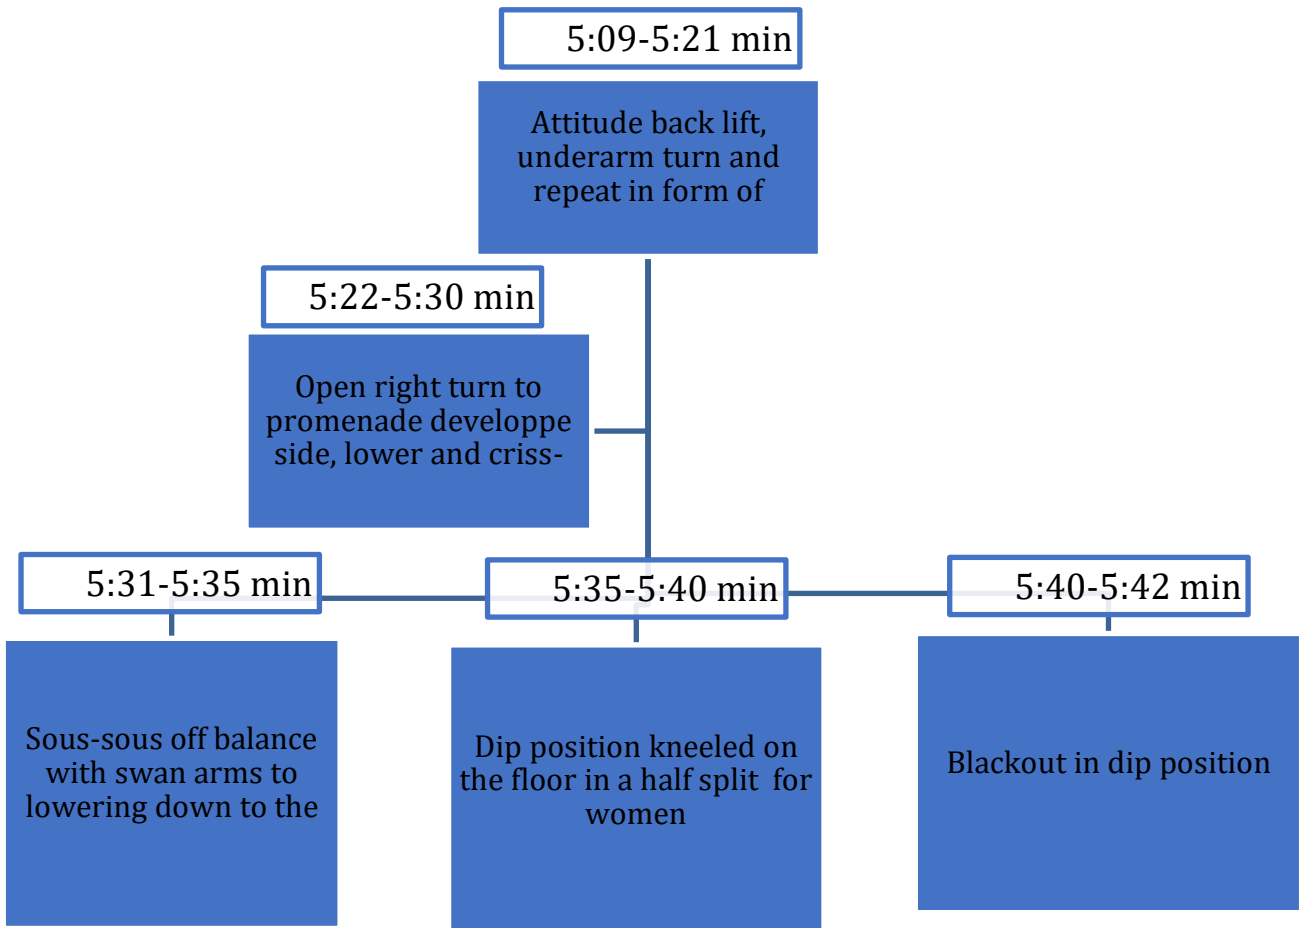 5:09-5:21 min
Attitude back lift,
underarm turn and
repeat in form of
5:22-5:30 min
Open right turn to
promenade developpe
side, lower and criss-
5:31-5:35 min
Sous-sous off balance
with swan arms to
lowering down to the
5:35-5:40 min
Dip position kneeled on
the floor in a half split for
women
5:40-5:42 min
Blackout in dip position